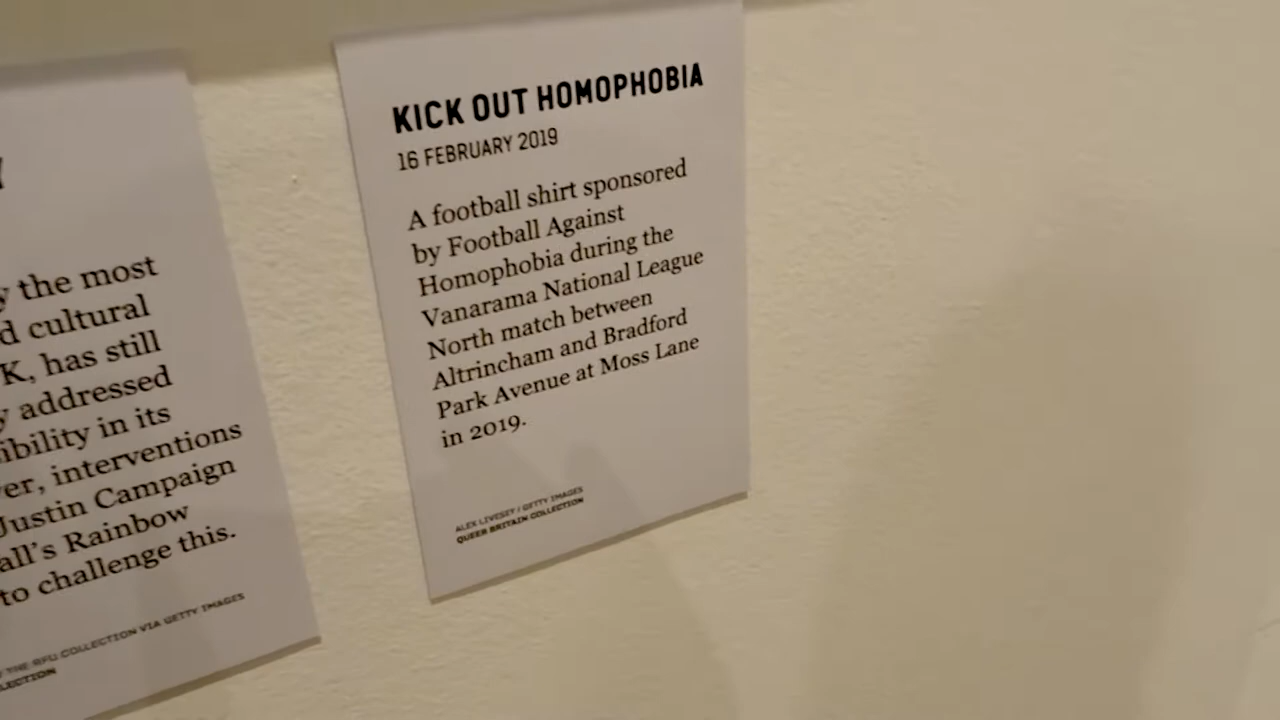 Y
y the most
d cultural
K, has still
y addressed
ibility in its
er, interventions
Justin Campaign
all's Rainbow
to challenge this.
THE RFU COLLECTION VIA GETTY IMAGES
LECTION
KICK OUT HOMOPHOBIA
16 FEBRUARY 2019
A football shirt sponsored
by Football Against
Homophobia during the
Vanarama National League
North match between
Altrincham and Bradford
Park Avenue at Moss Lane
in 2019.
ALEX LIVESEY / GETTY IMAGES
QUEER BRITAIN COLLECTION